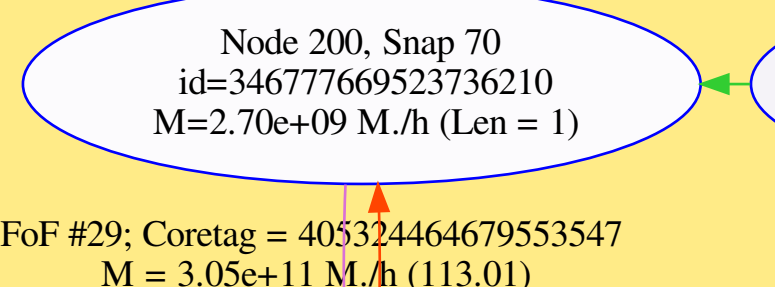 Node 200, Snap 70
id=346777669523736210
M=2.70e+09 M./h (Len = 1)
FoF #29; Coretag = 405324464679553547
M = 3.05e+11 M./h (113.01)